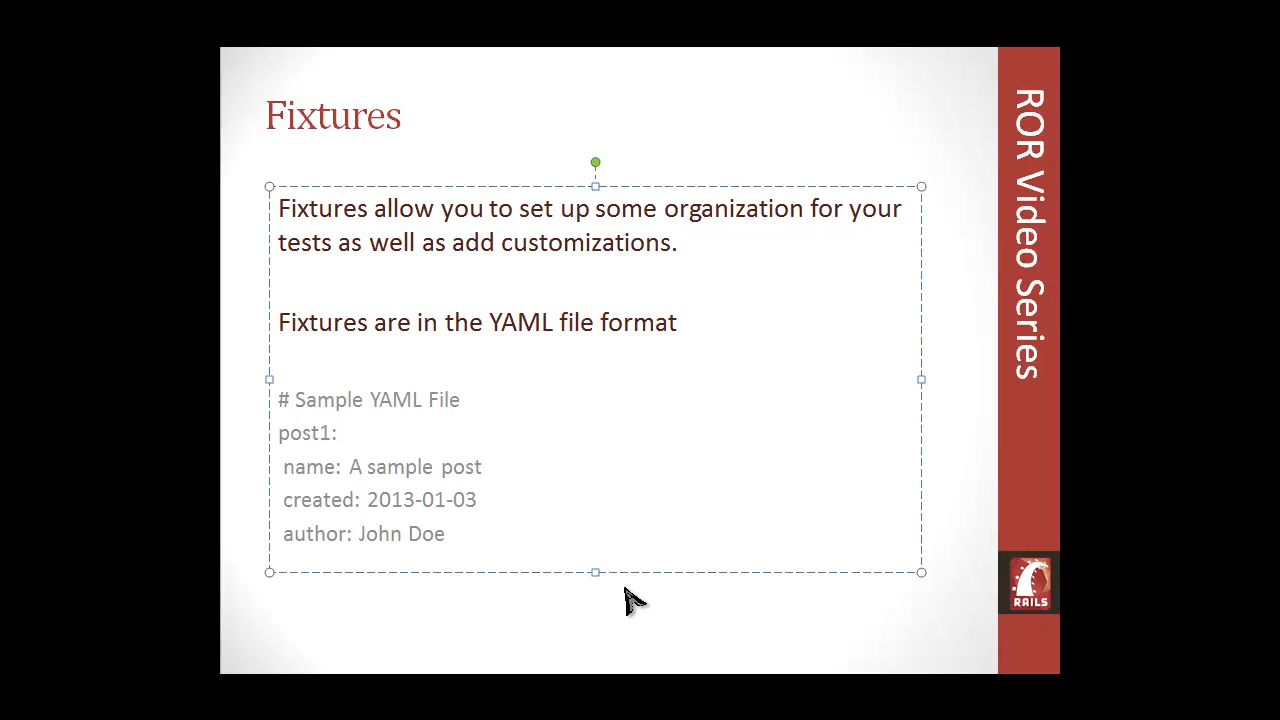 Fixtures
Fixtures allow you to set up some organization for your
tests as well as add customizations.
Fixtures are in the YAML file format
# Sample YAML File
post1:
name: A sample post
created: 2013-01-03
author: John Doe
ROR Video Series
RAILS